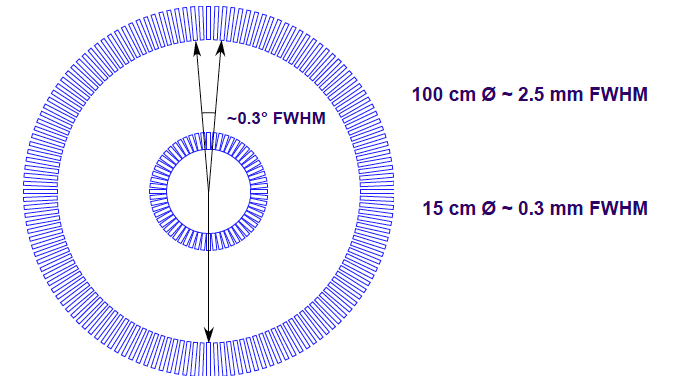 100 cm Ø ~ 2.5 mm FWHM
~0.3° FWHM
15 cm Ø ~ 0.3 mm FWHM